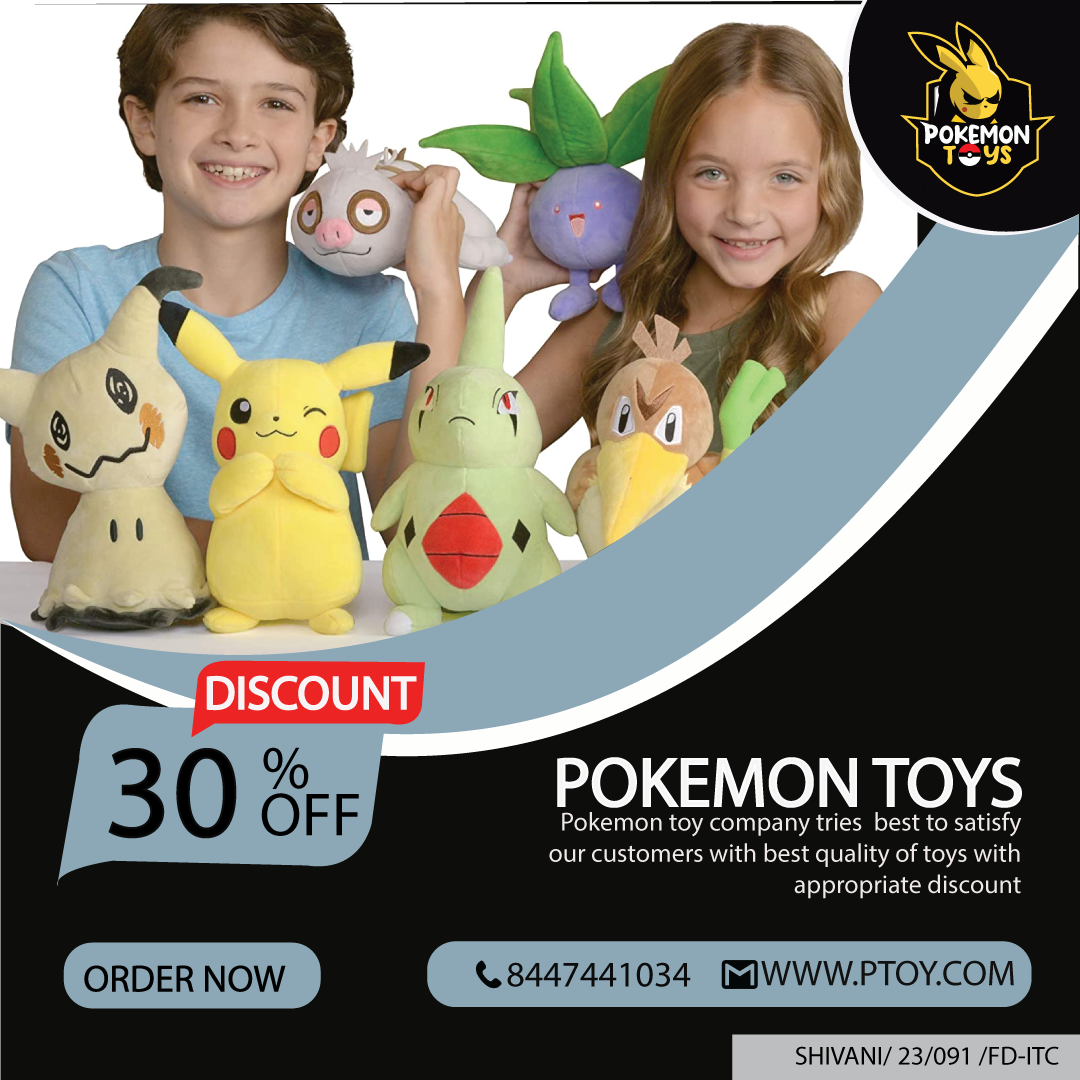 POKEMON
TOYS
DISCOUNT
30 %
OFF
POKEMON TOYS
Pokemon toy company tries  best to satisfy
our customers with best quality of toys with
appropriate discount
ORDER NOW
8447441034
WWW.PTOY.COM
SHIVANI/ 23/091 /FD-ITC